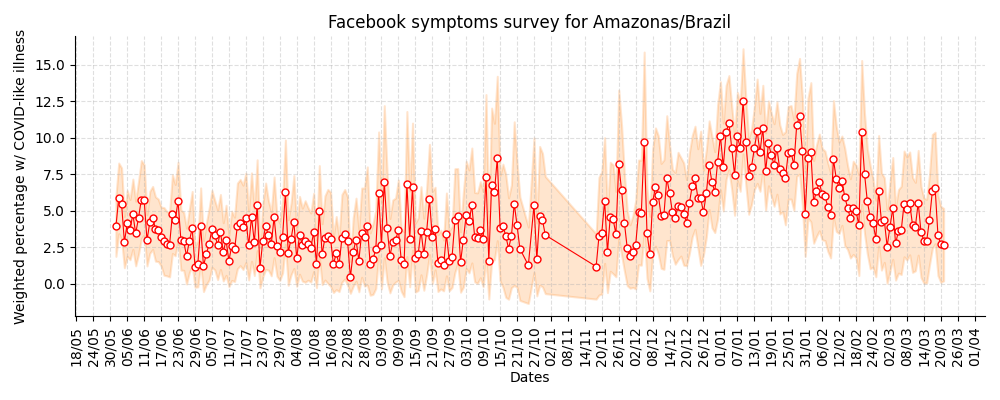 Facebook symptoms survey for Amazonas/Brazil
Weighted percentage w/ COVID-like illness
15.0
12.5
10.0
7.5
5.0
2.5
0.0
18/05 24/05 30/05 05/06 11/06 17/06 23/06 29/06 05/07 11/07 17/07 23/07 29/07 04/08 10/08 16/08 22/08 28/08 03/09 09/09 15/09 21/09 27/09 03/10 09/10 15/10 21/10 27/10 02/11 08/11 14/11 20/11 26/11 02/12 08/12 14/12 20/12 26/12 01/01 07/01 13/01 19/01 25/01 31/01 06/02 12/02 18/02 24/02 02/03 08/03 14/03 20/03 26/03 01/04
Dates